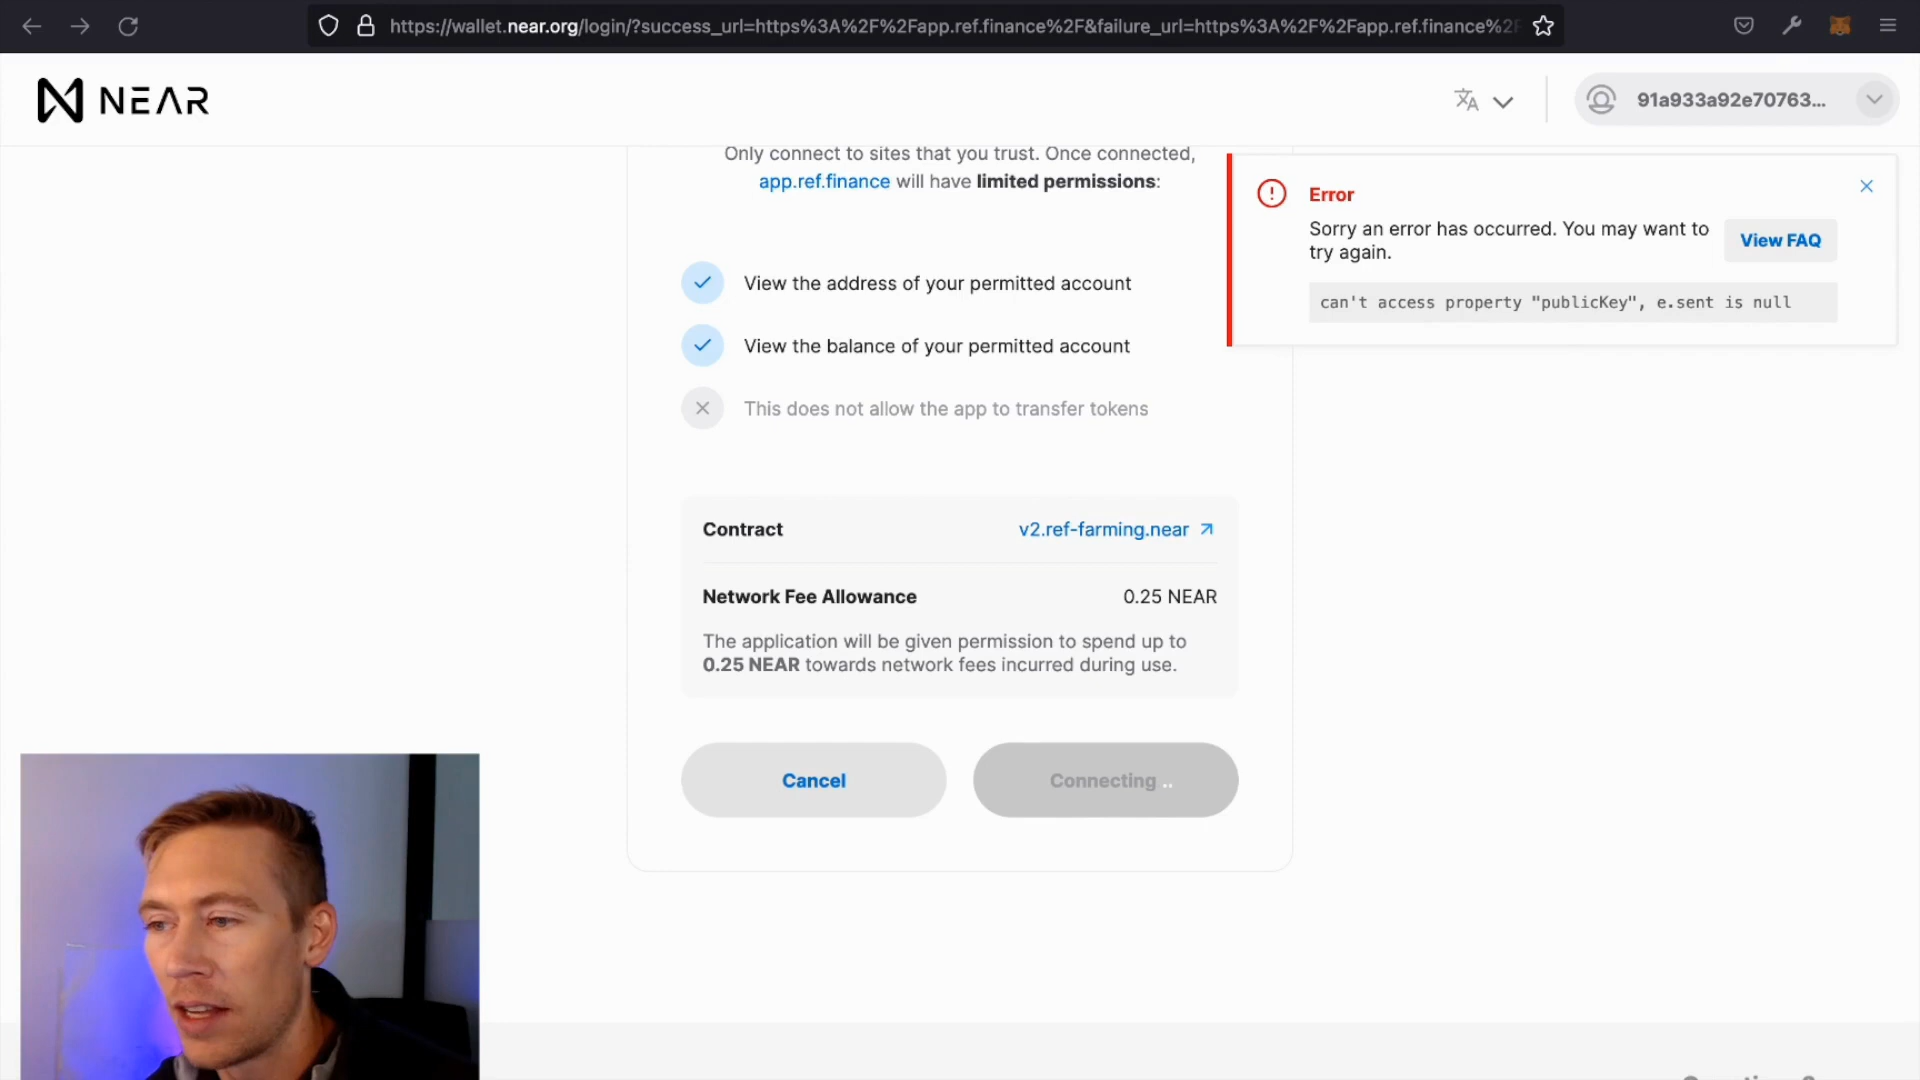 https://wallet.near.org/login/?success_url=https%3A%2F%2Fapp.ref.finance%2F&failure_url=https%3A%2F%2Fapp.ref.finance%2F
NEAR
91a933a92e70763...
Only connect to sites that you trust. Once connected,
app.ref.finance will have limited permissions:
Error
Sorry an error has occurred. You may want to
try again.
View FAQ
can't access property "publicKey", e.sent is null
View the address of your permitted account
View the balance of your permitted account
This does not allow the app to transfer tokens
Contract
v2.ref-farming.near
Network Fee Allowance
0.25 NEAR
The application will be given permission to spend up to
0.25 NEAR towards network fees incurred during use.
Cancel
Connecting ..